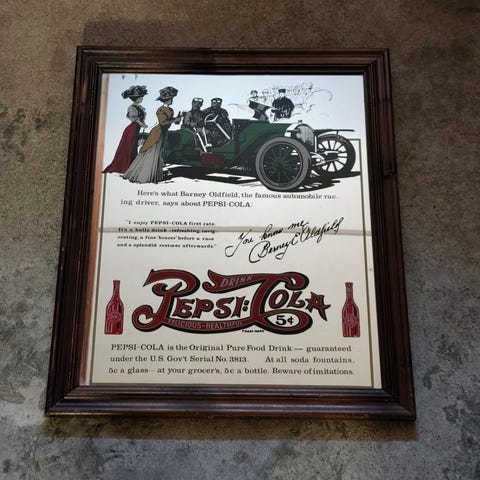 Here's what Barney Oldfield, the famous automobile rac-
ing driver, says about PEPSI-COLA:
"I enjoy PEPSI-COLA first rate.
It's a bully drink—refreshing, invig
orating, a fine 'bracer' before a race
and a splendid restorer afterwards."
You know me
Barney Oldfield
DRINK
PEPSI:COLA
DELICIOUS-HEALTHFUL
5¢
TRADE MARK
PEPSI-COLA is the Original Pure Food Drink — guaranteed
under the U.S. Gov't Serial No. 3813. At all soda fountains,
5c a glass— at your grocer's, 5c a bottle. Beware of imitations.